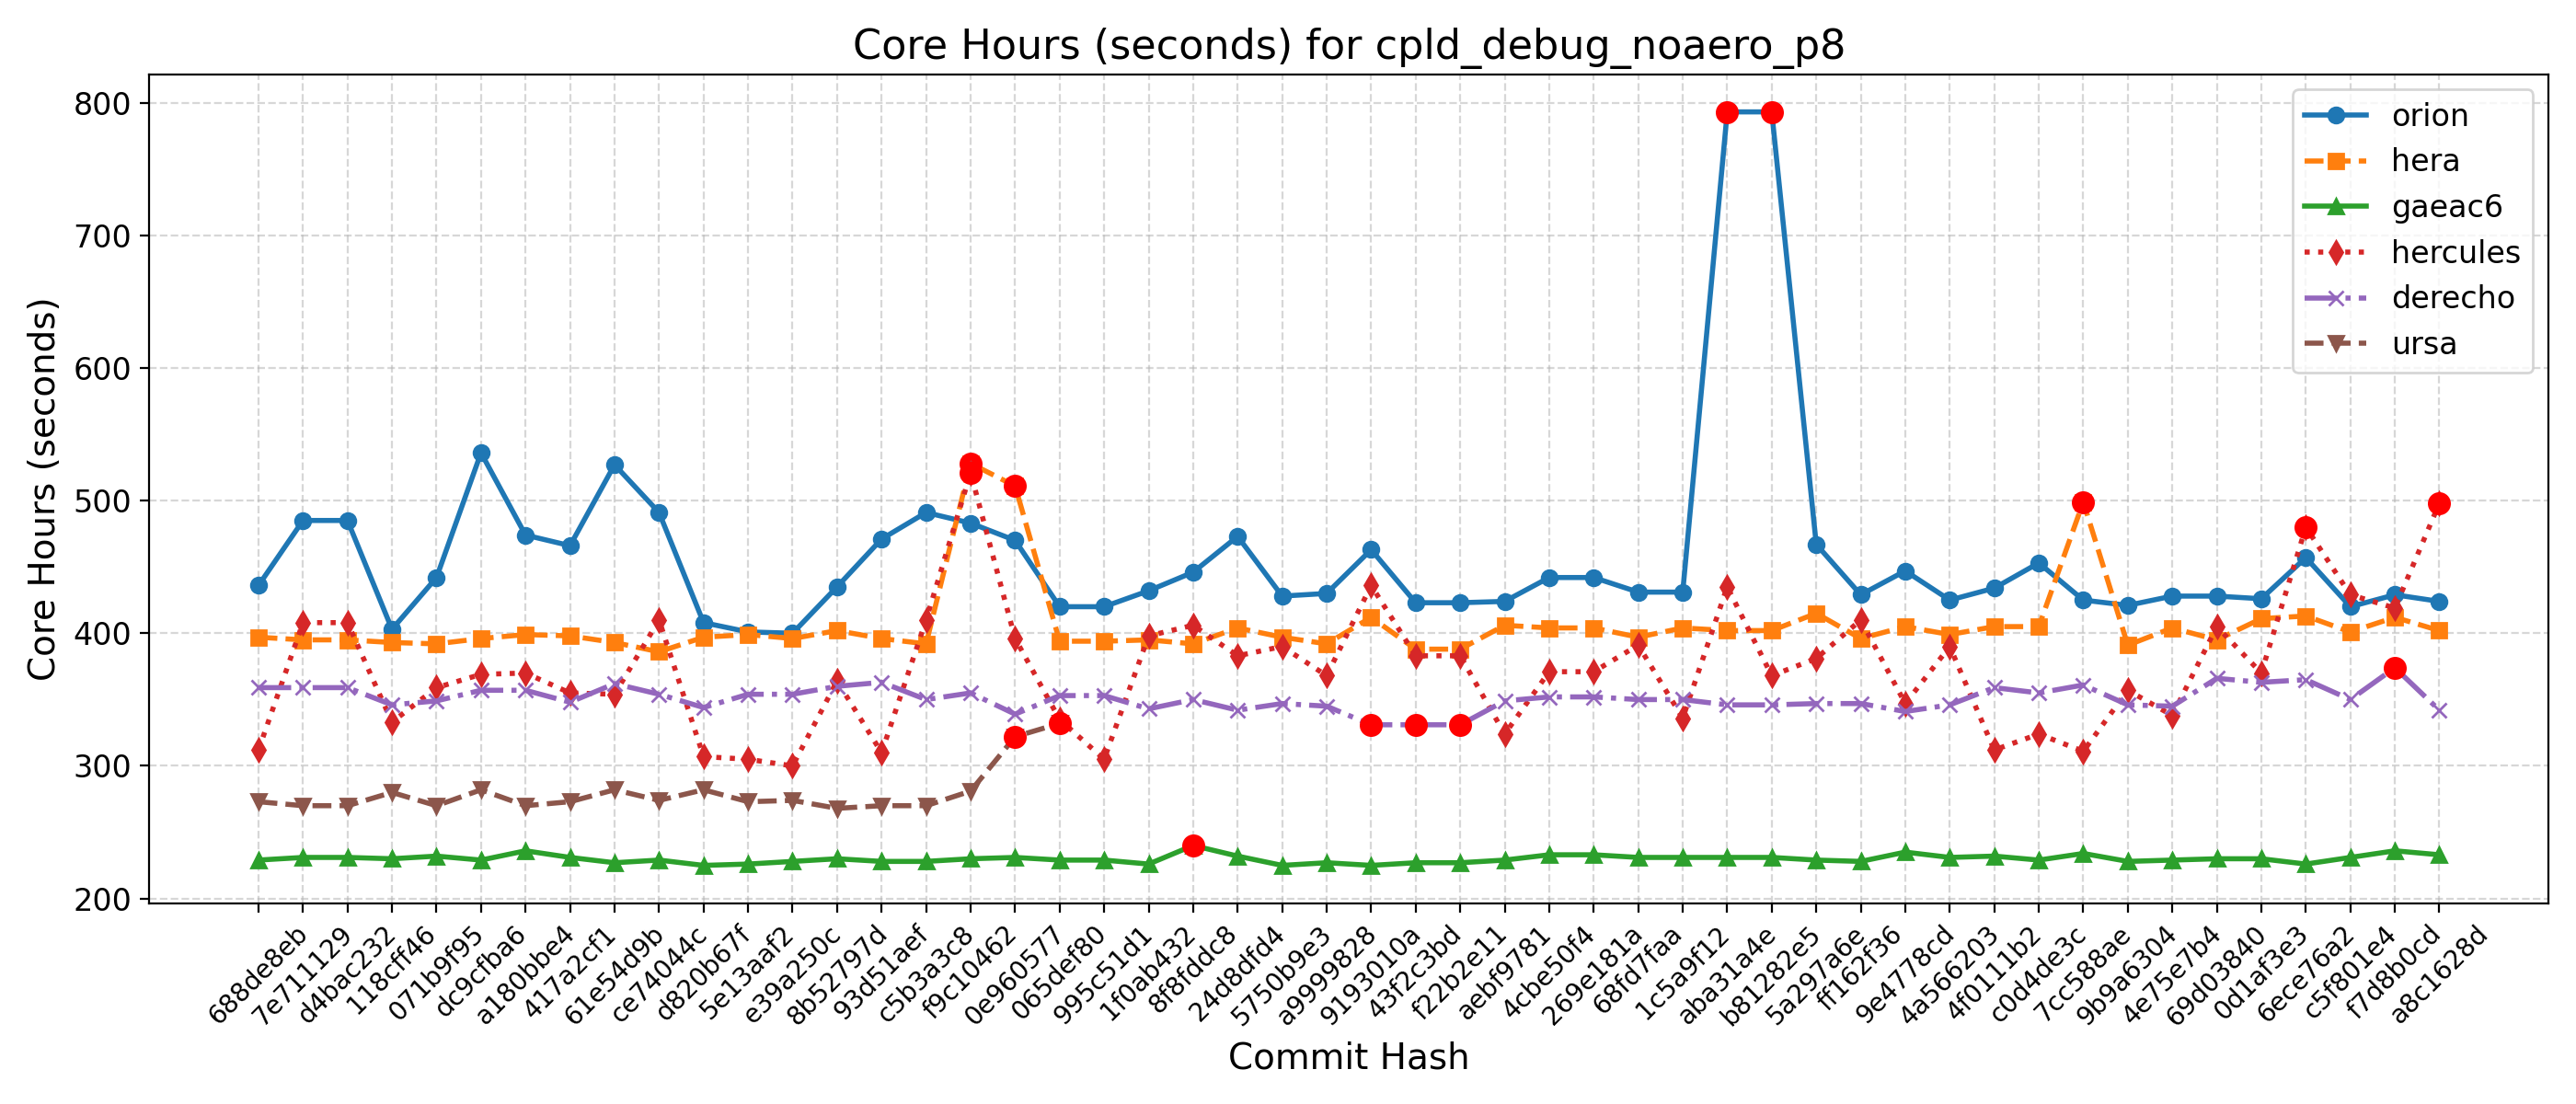 Core Hours (seconds) for cpld_debug_noaero_p8
Core Hours (seconds)
800
700
600
500
400
300
200
orion
hera
gaeac6
hercules
derecho
ursa
688de8eb
7e711129
d4bac232
118cff46
071b9f95
dc9cfba6
a180bbe4
417a2cf1
61e54d9b
ce74044c
d820b67f
5e13aaf2
e39a250c
8b52797d
93d51aef
c5b3a3c8
f9c10462
0e960577
065def80
995c51d1
1f0ab432
8f8fddc8
24d8dfd4
5750b9e3
a9999828
9193010a
43f2c3bd
f22b2e11
aebf9781
4cbe50f4
269e181a
68fd7faa
1c5a9f12
aba31a4e
b81282e5
5a297a6e
ff162f36
9e4778cd
4a566203
4f0111b2
c0d4de3c
7cc588ae
9b9a6304
4e75e7b4
69d03840
0d1af3e3
6ece76a2
c5f801e4
f7d8b0cd
a8c1628d
Commit Hash